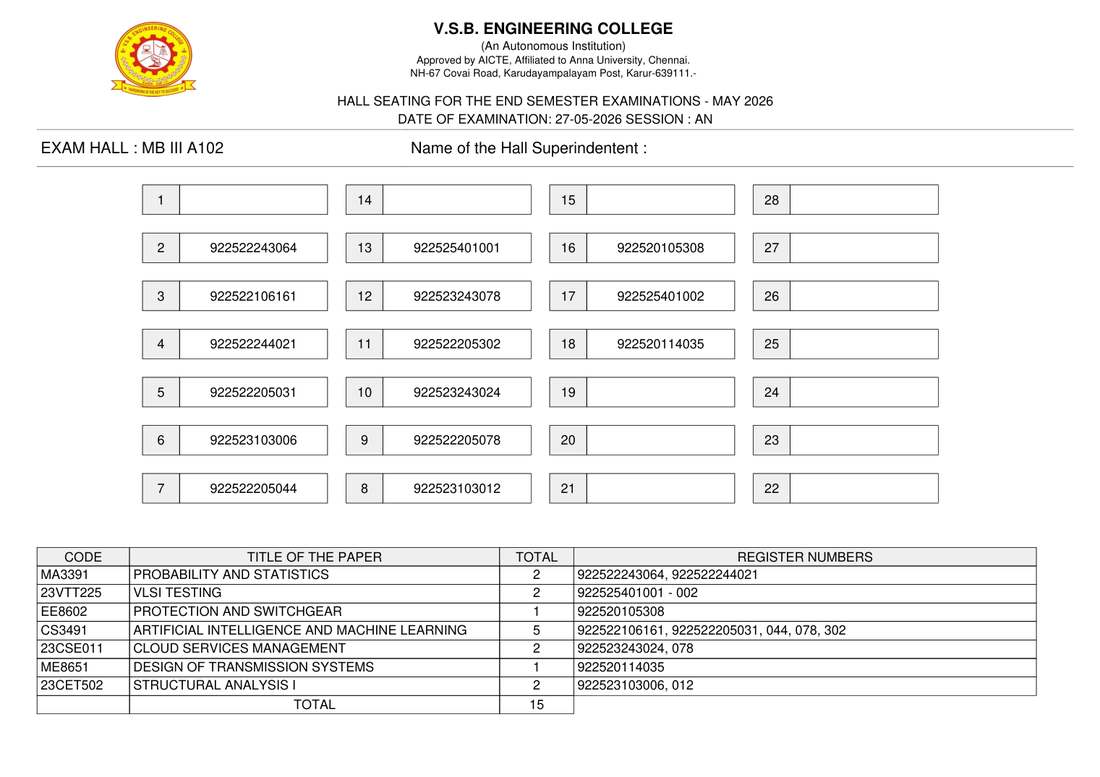 V.S.B. ENGINEERING COLLEGE
(An Autonomous Institution)
Approved by AICTE, Affiliated to Anna University, Chennai.
NH-67 Covai Road, Karudayampalayam Post, Karur-639111.-
HALL SEATING FOR THE END SEMESTER EXAMINATIONS - MAY 2026
DATE OF EXAMINATION: 27-05-2026 SESSION : AN
EXAM HALL : MB III A102 Name of the Hall Superindentent :
1 14 15 28
2 922522243064 13 922525401001 16 922520105308 27
3 922522106161 12 922523243078 17 922525401002 26
4 922522244021 11 922522205302 18 922520114035 25
5 922522205031 10 922523243024 19 24
6 922523103006 9 922522205078 20 23
7 922522205044 8 922523103012 21 22
CODE TITLE OF THE PAPER TOTAL REGISTER NUMBERS
MA3391 PROBABILITY AND STATISTICS 2 922522243064, 922522244021
23VTT225 VLSI TESTING 2 922525401001 - 002
EE8602 PROTECTION AND SWITCHGEAR 1 922520105308
CS3491 ARTIFICIAL INTELLIGENCE AND MACHINE LEARNING 5 922522106161, 922522205031, 044, 078, 302
23CSE011 CLOUD SERVICES MANAGEMENT 2 922523243024, 078
ME8651 DESIGN OF TRANSMISSION SYSTEMS 1 922520114035
23CET502 STRUCTURAL ANALYSIS I 2 922523103006, 012
TOTAL 15